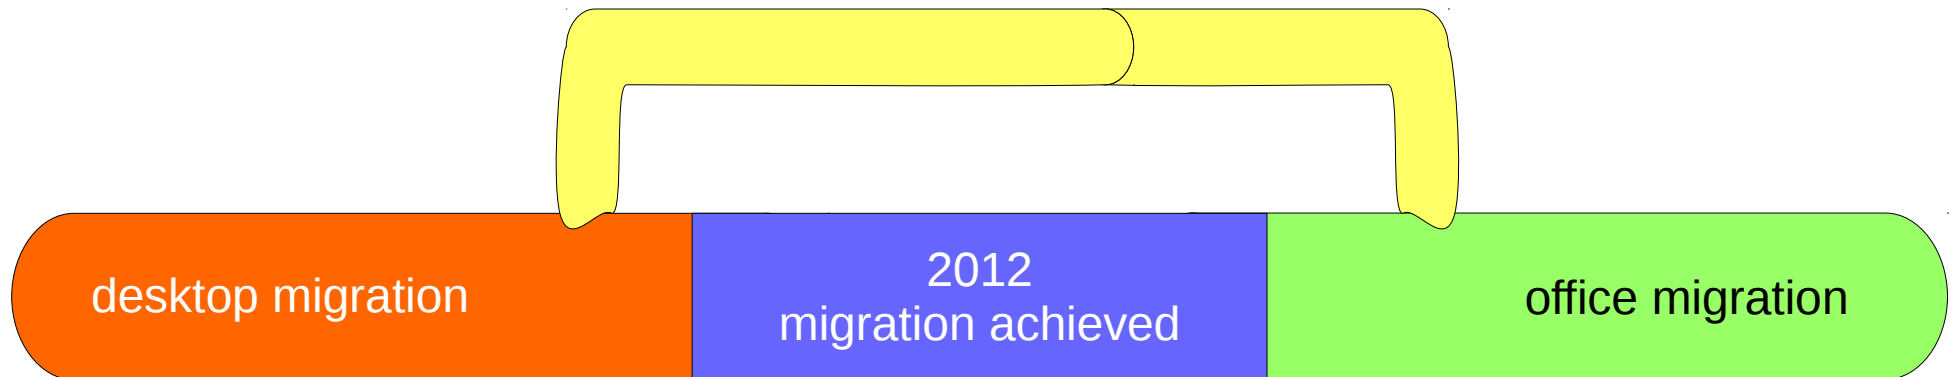 desktop migration
2012
migration achieved
office migration